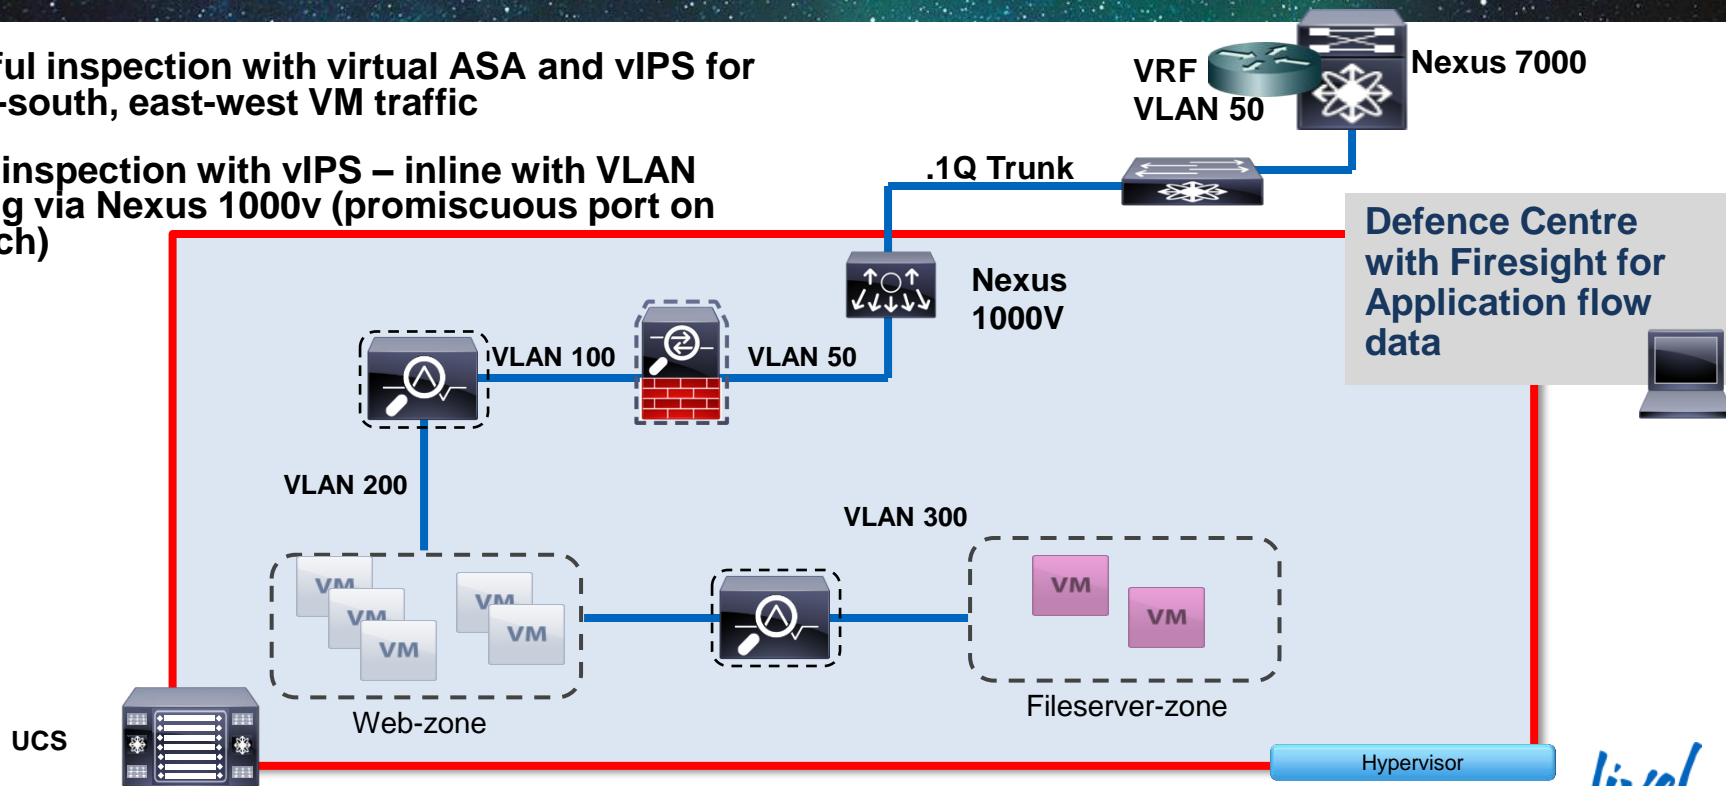 ful inspection with virtual ASA and vIPS for
-south, east-west VM traffic
inspection with vIPS – inline with VLAN
g via Nexus 1000v (promiscuous port on
ch)
VRF
VLAN 50
Nexus 7000
.1Q Trunk
Defence Centre
with Firesight for
Application flow
data
Nexus
1000V
VLAN 100
VLAN 50
VLAN 200
VLAN 300
VM
VM
VM
VM
VM
VM
VM
Web-zone
Fileserver-zone
UCS
Hypervisor